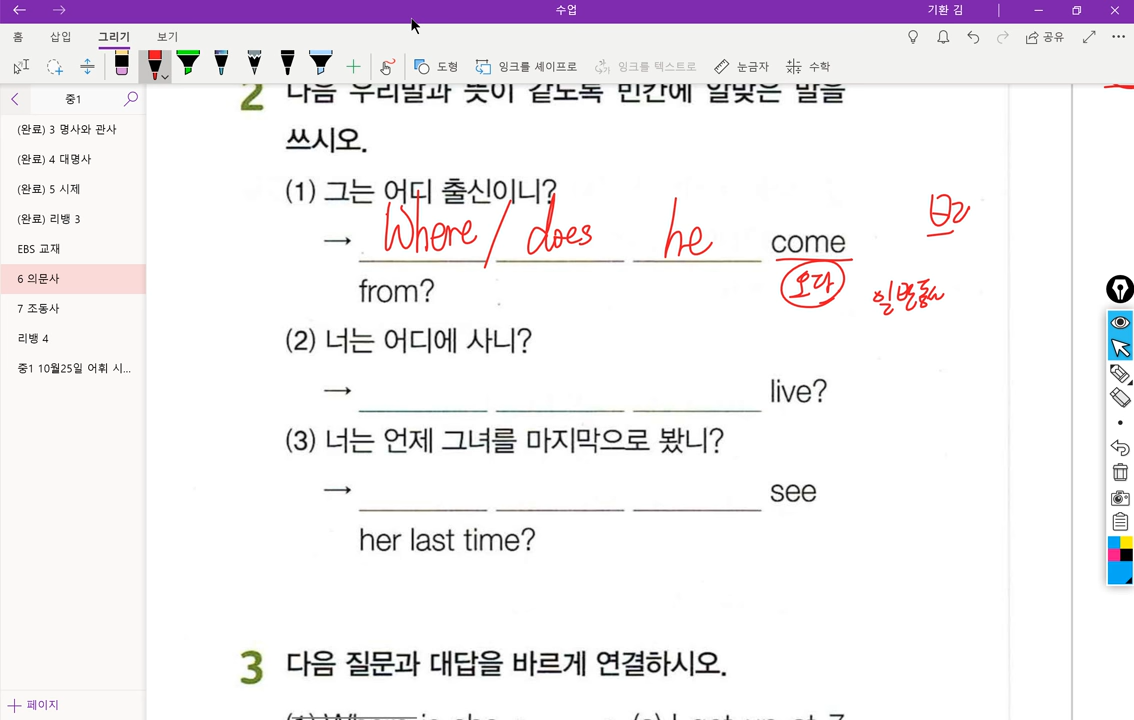 수업
기환 김
홈 삽입 그리기 보기
도형 잉크를 셰이프로 잉크를 텍스트로 눈금자 수학 공유
중1
(완료) 3 명사와 관사
(완료) 4 대명사
(완료) 5 시제
(완료) 리뱅 3
EBS 교재
6 의문사
7 조동사
리뱅 4
중1 10월25일 어휘 시...
페이지
2 다음 우리말과 뜻이 같도록 빈칸에 알맞은 말을
쓰시오.
(1) 그는 어디 출신이니?
→ Where / does he come
오다
from?
(2) 너는 어디에 사니?
→ live?
(3) 너는 언제 그녀를 마지막으로 봤니?
→ see
her last time?
3 다음 질문과 대답을 바르게 연결하시오.